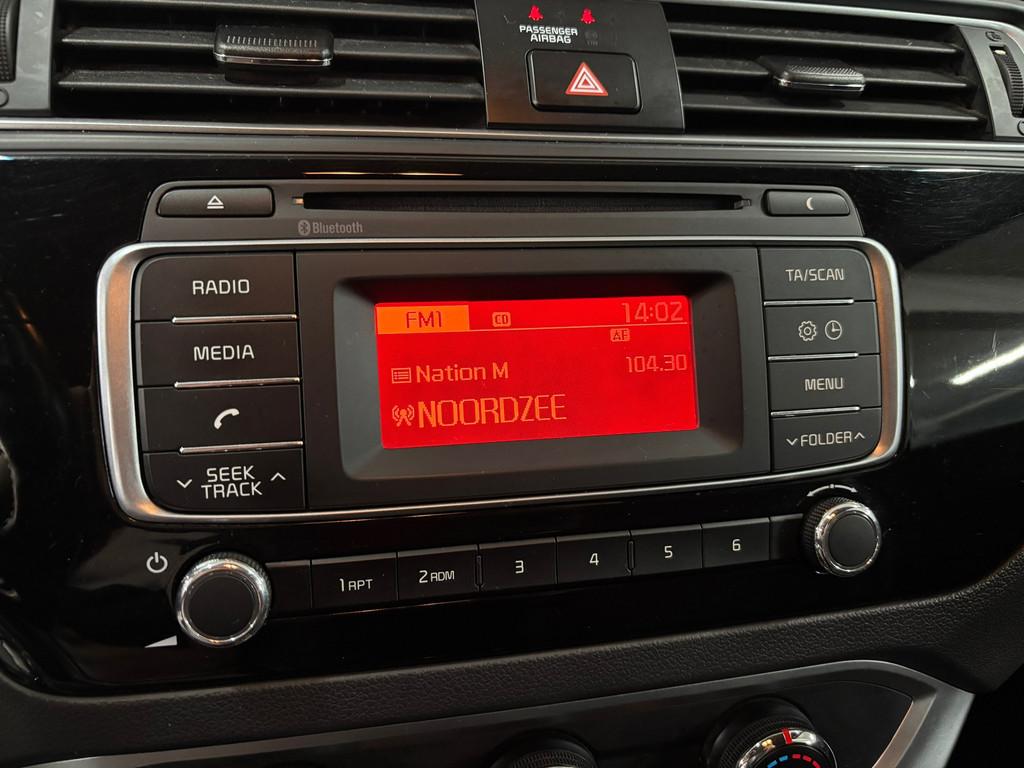 PASSENGER
AIRBAG
Bluetooth
RADIO
MEDIA
SEEK
TRACK
FM1
CD
14:02
AF
Nation M
104.30
NOORDZEE
TA/SCAN
MENU
FOLDER
1 RPT
2 RDM
3
4
5
6